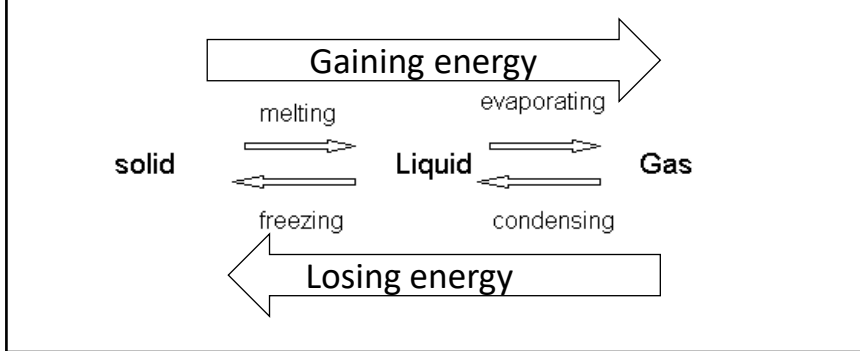 Gaining energy
melting evaporating
solid Liquid Gas
freezing condensing
Losing energy